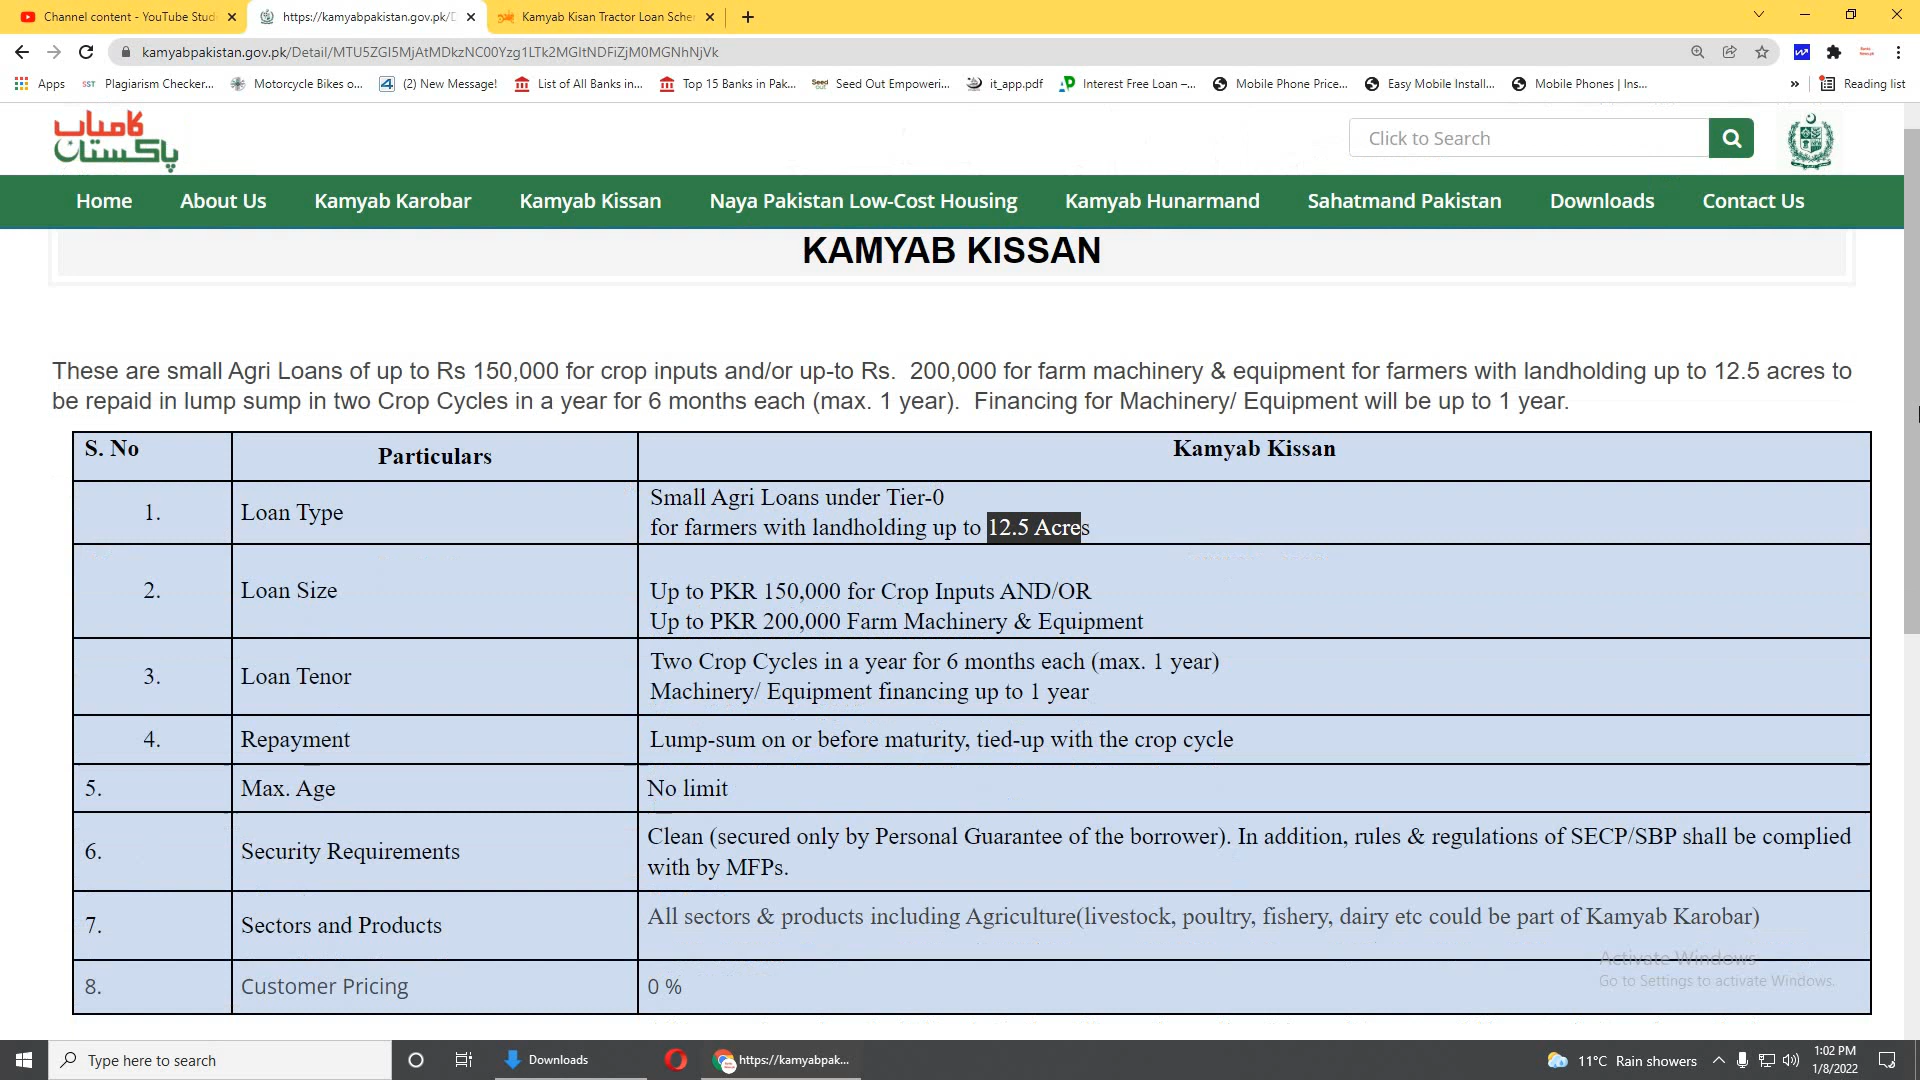 Channel content - YouTube Stud
https://kamyabpakistan.gov.pk/D
Kamyab Kisan Tractor Loan Scher
kamyabpakistan.gov.pk/Detail/MTU5ZGI5MjAtMDkzNC00Yzg1LTk2MGItNDFiZjM0MGNhNjVk
Apps
SST Plagiarism Checker...
Motorcycle Bikes o...
(2) New Message!
List of All Banks in...
Top 15 Banks in Pak...
Seed Out Empoweri...
it_app.pdf
Interest Free Loan –...
Mobile Phone Price...
Easy Mobile Install...
Mobile Phones | Ins...
»
Reading list
کامیاب
پاکستان
Click to Search
Home About Us Kamyab Karobar Kamyab Kissan Naya Pakistan Low-Cost Housing Kamyab Hunarmand Sahatmand Pakistan Downloads Contact Us
KAMYAB KISSAN
These are small Agri Loans of up to Rs 150,000 for crop inputs and/or up-to Rs. 200,000 for farm machinery & equipment for farmers with landholding up to 12.5 acres to
be repaid in lump sum in two Crop Cycles in a year for 6 months each (max. 1 year). Financing for Machinery/ Equipment will be up to 1 year.
S. No Particulars Kamyab Kissan
1. Loan Type
Small Agri Loans under Tier-0
for farmers with landholding up to 12.5 Acres
2. Loan Size
Up to PKR 150,000 for Crop Inputs AND/OR
Up to PKR 200,000 Farm Machinery & Equipment
3. Loan Tenor
Two Crop Cycles in a year for 6 months each (max. 1 year)
Machinery/ Equipment financing up to 1 year
4. Repayment Lump-sum on or before maturity, tied-up with the crop cycle
5. Max. Age No limit
6. Security Requirements
Clean (secured only by Personal Guarantee of the borrower). In addition, rules & regulations of SECP/SBP shall be complied
with by MFPs.
7. Sectors and Products All sectors & products including Agriculture(livestock, poultry, fishery, dairy etc could be part of Kamyab Karobar)
8. Customer Pricing 0 %
Activate Windows
Go to Settings to activate Windows.
Type here to search
Downloads
https://kamyabpak...
11°C Rain showers
1:02 PM
1/8/2022